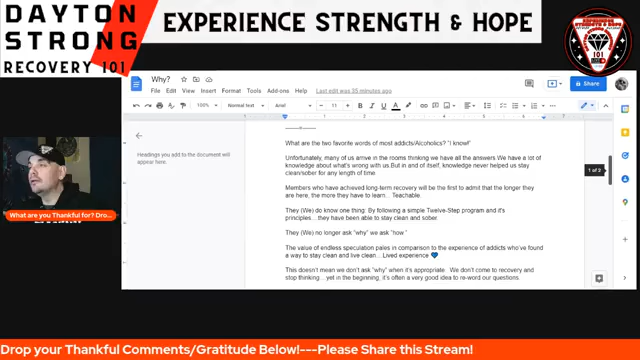 DAYTON
STRONG
RECOVERY 101
EXPERIENCE STRENGTH & HOPE
EXPERIENCE
STRENGTH & HOPE
101
Why?
File Edit View Insert Format Tools Add-ons Help Last edit was 35 minutes ago
Share
100% Normal text Arial 11 B I U A
Headings you add to the document will
appear here.
What are the two favorite words of most addicts/Alcoholics? "I know!"
Unfortunately, many of us arrive in the rooms thinking we have all the answers.We have a lot of
knowledge about what's wrong with us.But in and of itself, knowledge never helped us stay
clean/sober for any length of time.
Members who have achieved long-term recovery will be the first to admit that the longer they
are here, the more they have to learn...Teachable.
They (We) do know one thing: By following a simple Twelve-Step program and it's
principles...they have been able to stay clean and sober.
They (We) no longer ask "why" we ask "how "
The value of endless speculation pales in comparison to the experience of addicts who've found
a way to stay clean and live clean...Lived experience
This doesn't mean we don't ask "why" when it's appropriate We don't come to recovery and
stop thinking...yet in the beginning, it's often a very good idea to re-word our questions.
1 of 2
What are you Thankful for? Dro...
Drop your Thankful Comments/Gratitude Below!---Please Share this Stream!